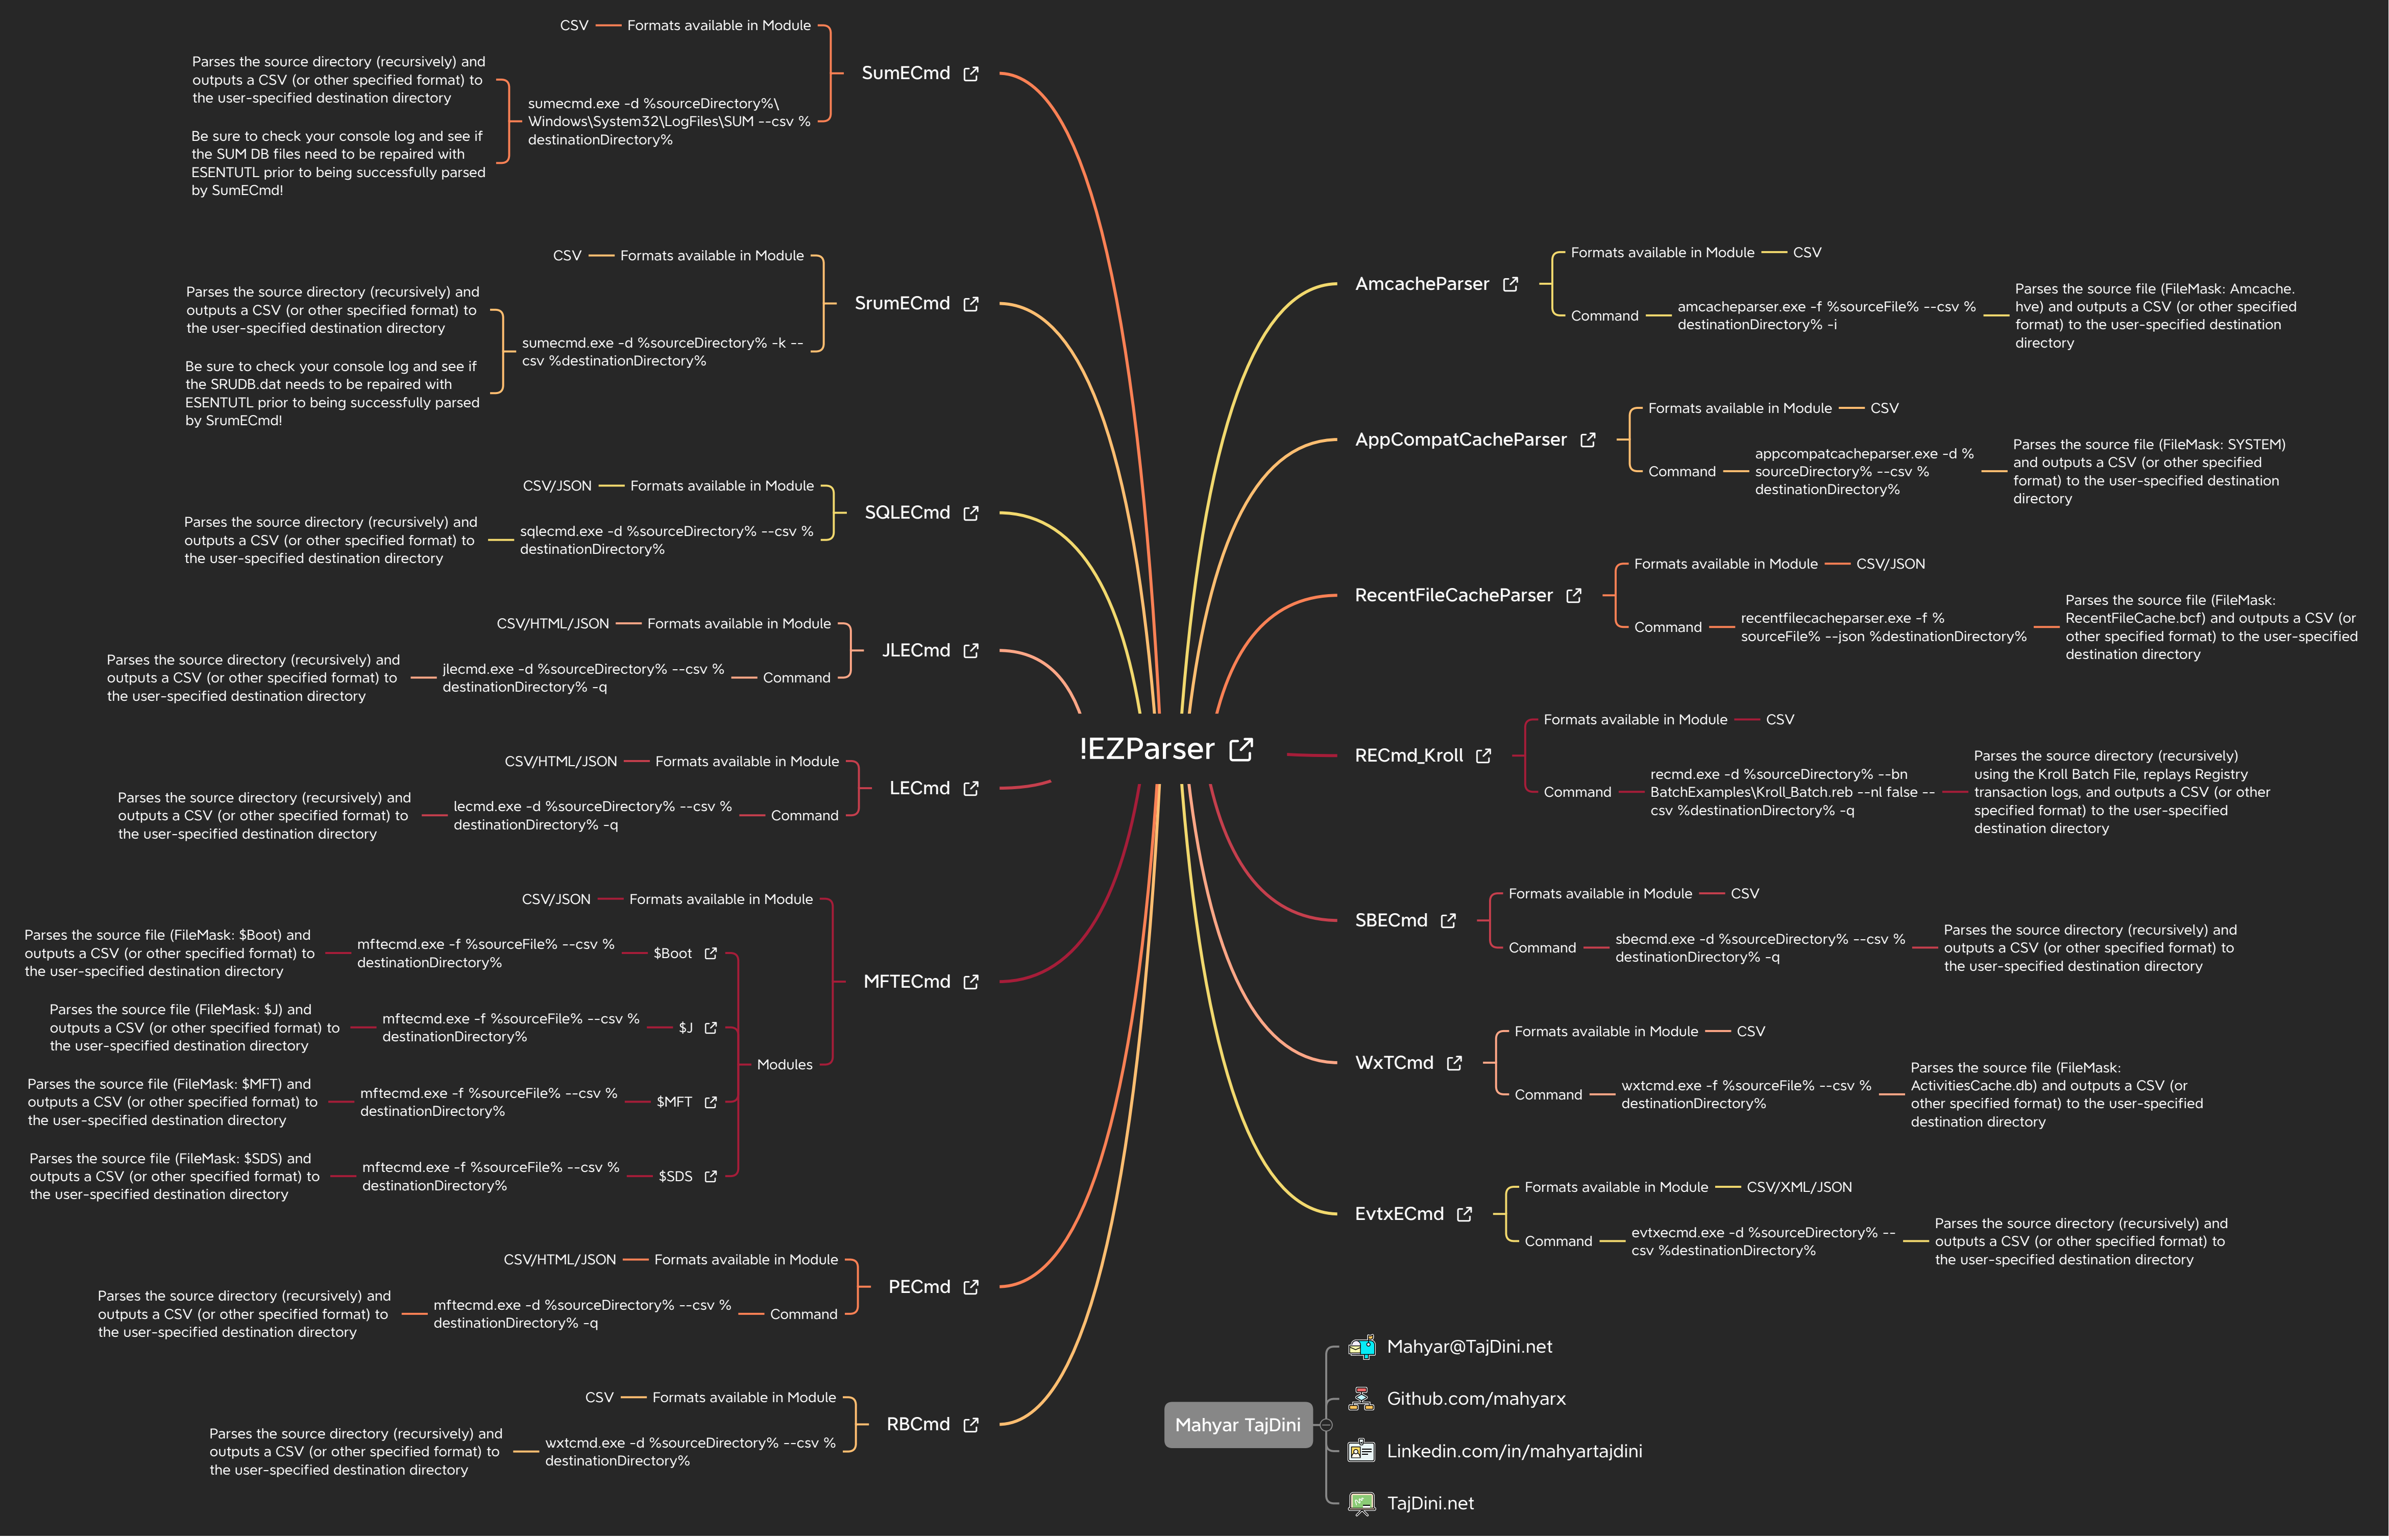 !EZParser
SumECmd
Formats available in Module
CSV
sumecmd.exe -d %sourceDirectory%\
Windows\System32\LogFiles\SUM --csv %
destinationDirectory%
Parses the source directory (recursively) and
outputs a CSV (or other specified format) to
the user-specified destination directory
Be sure to check your console log and see if
the SUM DB files need to be repaired with
ESENTUTL prior to being successfully parsed
by SumECmd!
SrumECmd
Formats available in Module
CSV
sumecmd.exe -d %sourceDirectory% -k --
csv %destinationDirectory%
Parses the source directory (recursively) and
outputs a CSV (or other specified format) to
the user-specified destination directory
Be sure to check your console log and see if
the SRUDB.dat needs to be repaired with
ESENTUTL prior to being successfully parsed
by SrumECmd!
SQLECmd
Formats available in Module
CSV/JSON
sqlecmd.exe -d %sourceDirectory% --csv %
destinationDirectory%
Parses the source directory (recursively) and
outputs a CSV (or other specified format) to
the user-specified destination directory
JLECmd
Formats available in Module
CSV/HTML/JSON
Command
jlecmd.exe -d %sourceDirectory% --csv %
destinationDirectory% -q
Parses the source directory (recursively) and
outputs a CSV (or other specified format) to
the user-specified destination directory
LECmd
Formats available in Module
CSV/HTML/JSON
Command
lecmd.exe -d %sourceDirectory% --csv %
destinationDirectory% -q
Parses the source directory (recursively) and
outputs a CSV (or other specified format) to
the user-specified destination directory
MFTECmd
Formats available in Module
CSV/JSON
Modules
$Boot
mftecmd.exe -f %sourceFile% --csv %
destinationDirectory%
Parses the source file (FileMask: $Boot) and
outputs a CSV (or other specified format) to
the user-specified destination directory
$J
mftecmd.exe -f %sourceFile% --csv %
destinationDirectory%
Parses the source file (FileMask: $J) and
outputs a CSV (or other specified format) to
the user-specified destination directory
$MFT
mftecmd.exe -f %sourceFile% --csv %
destinationDirectory%
Parses the source file (FileMask: $MFT) and
outputs a CSV (or other specified format) to
the user-specified destination directory
$SDS
mftecmd.exe -f %sourceFile% --csv %
destinationDirectory%
Parses the source file (FileMask: $SDS) and
outputs a CSV (or other specified format) to
the user-specified destination directory
PECmd
Formats available in Module
CSV/HTML/JSON
Command
mftecmd.exe -d %sourceDirectory% --csv %
destinationDirectory% -q
Parses the source directory (recursively) and
outputs a CSV (or other specified format) to
the user-specified destination directory
RBCmd
Formats available in Module
CSV
wxtcmd.exe -d %sourceDirectory% --csv %
destinationDirectory%
Parses the source directory (recursively) and
outputs a CSV (or other specified format) to
the user-specified destination directory
AmcacheParser
Formats available in Module
CSV
Command
amcacheparser.exe -f %sourceFile% --csv %
destinationDirectory% -i
Parses the source file (FileMask: Amcache.
hve) and outputs a CSV (or other specified
format) to the user-specified destination
directory
AppCompatCacheParser
Formats available in Module
CSV
Command
appcompatcacheparser.exe -d %
sourceDirectory% --csv %
destinationDirectory%
Parses the source file (FileMask: SYSTEM)
and outputs a CSV (or other specified
format) to the user-specified destination
directory
RecentFileCacheParser
Formats available in Module
CSV/JSON
Command
recentfilecacheparser.exe -f %
sourceFile% --json %destinationDirectory%
Parses the source file (FileMask:
RecentFileCache.bcf) and outputs a CSV (or
other specified format) to the user-specified
destination directory
RECmd_Kroll
Formats available in Module
CSV
Command
recmd.exe -d %sourceDirectory% --bn
BatchExamples\Kroll_Batch.reb --nl false --
csv %destinationDirectory% -q
Parses the source directory (recursively)
using the Kroll Batch File, replays Registry
transaction logs, and outputs a CSV (or other
specified format) to the user-specified
destination directory
SBECmd
Formats available in Module
CSV
Command
sbecmd.exe -d %sourceDirectory% --csv %
destinationDirectory% -q
Parses the source directory (recursively) and
outputs a CSV (or other specified format) to
the user-specified destination directory
WxTCmd
Formats available in Module
CSV
Command
wxtcmd.exe -f %sourceFile% --csv %
destinationDirectory%
Parses the source file (FileMask:
ActivitiesCache.db) and outputs a CSV (or
other specified format) to the user-specified
destination directory
EvtxECmd
Formats available in Module
CSV/XML/JSON
Command
evtxecmd.exe -d %sourceDirectory% --
csv %destinationDirectory%
Parses the source directory (recursively) and
outputs a CSV (or other specified format) to
the user-specified destination directory
Mahyar TajDini
Mahyar@TajDini.net
Github.com/mahyarx
Linkedin.com/in/mahyartajdini
TajDini.net